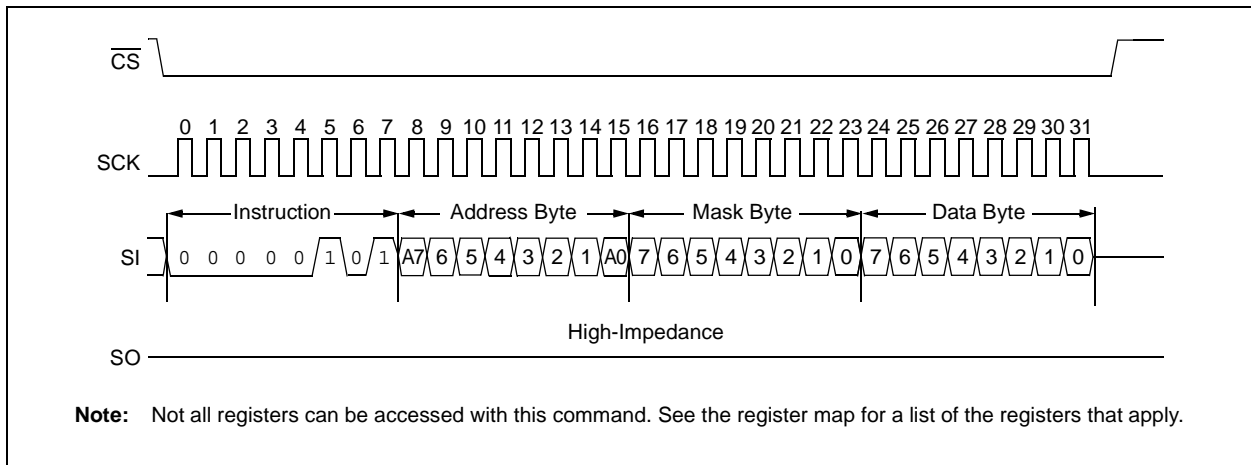 CS
0 1 2 3 4 5 6 7 8 9 10 11 12 13 14 15 16 17 18 19 20 21 22 23 24 25 26 27 28 29 30 31
SCK
Instruction Address Byte Mask Byte Data Byte
SI 0 0 0 0 0 1 0 1 A7 6 5 4 3 2 1 A0 7 6 5 4 3 2 1 0 7 6 5 4 3 2 1 0
High-Impedance
SO
Note: Not all registers can be accessed with this command. See the register map for a list of the registers that apply.